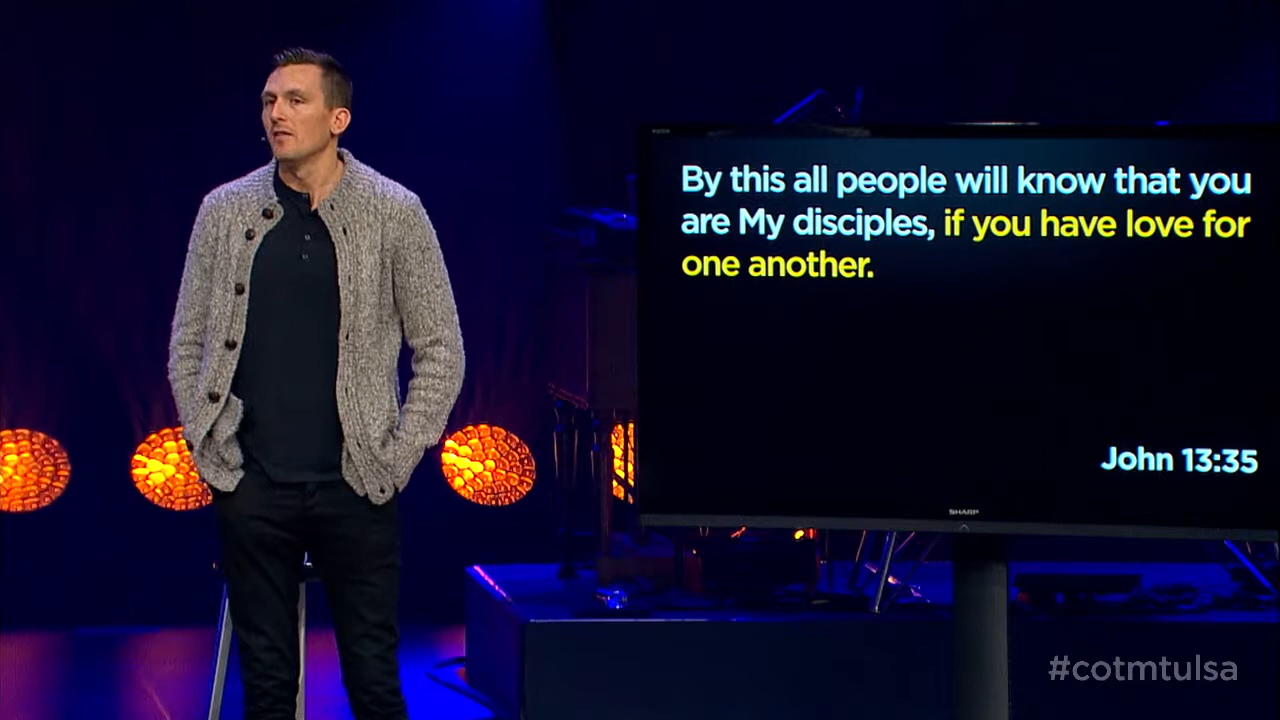 By this all people will know that you
are My disciples, if you have love for
one another.
John 13:35
SHARP
#cotmtulsa